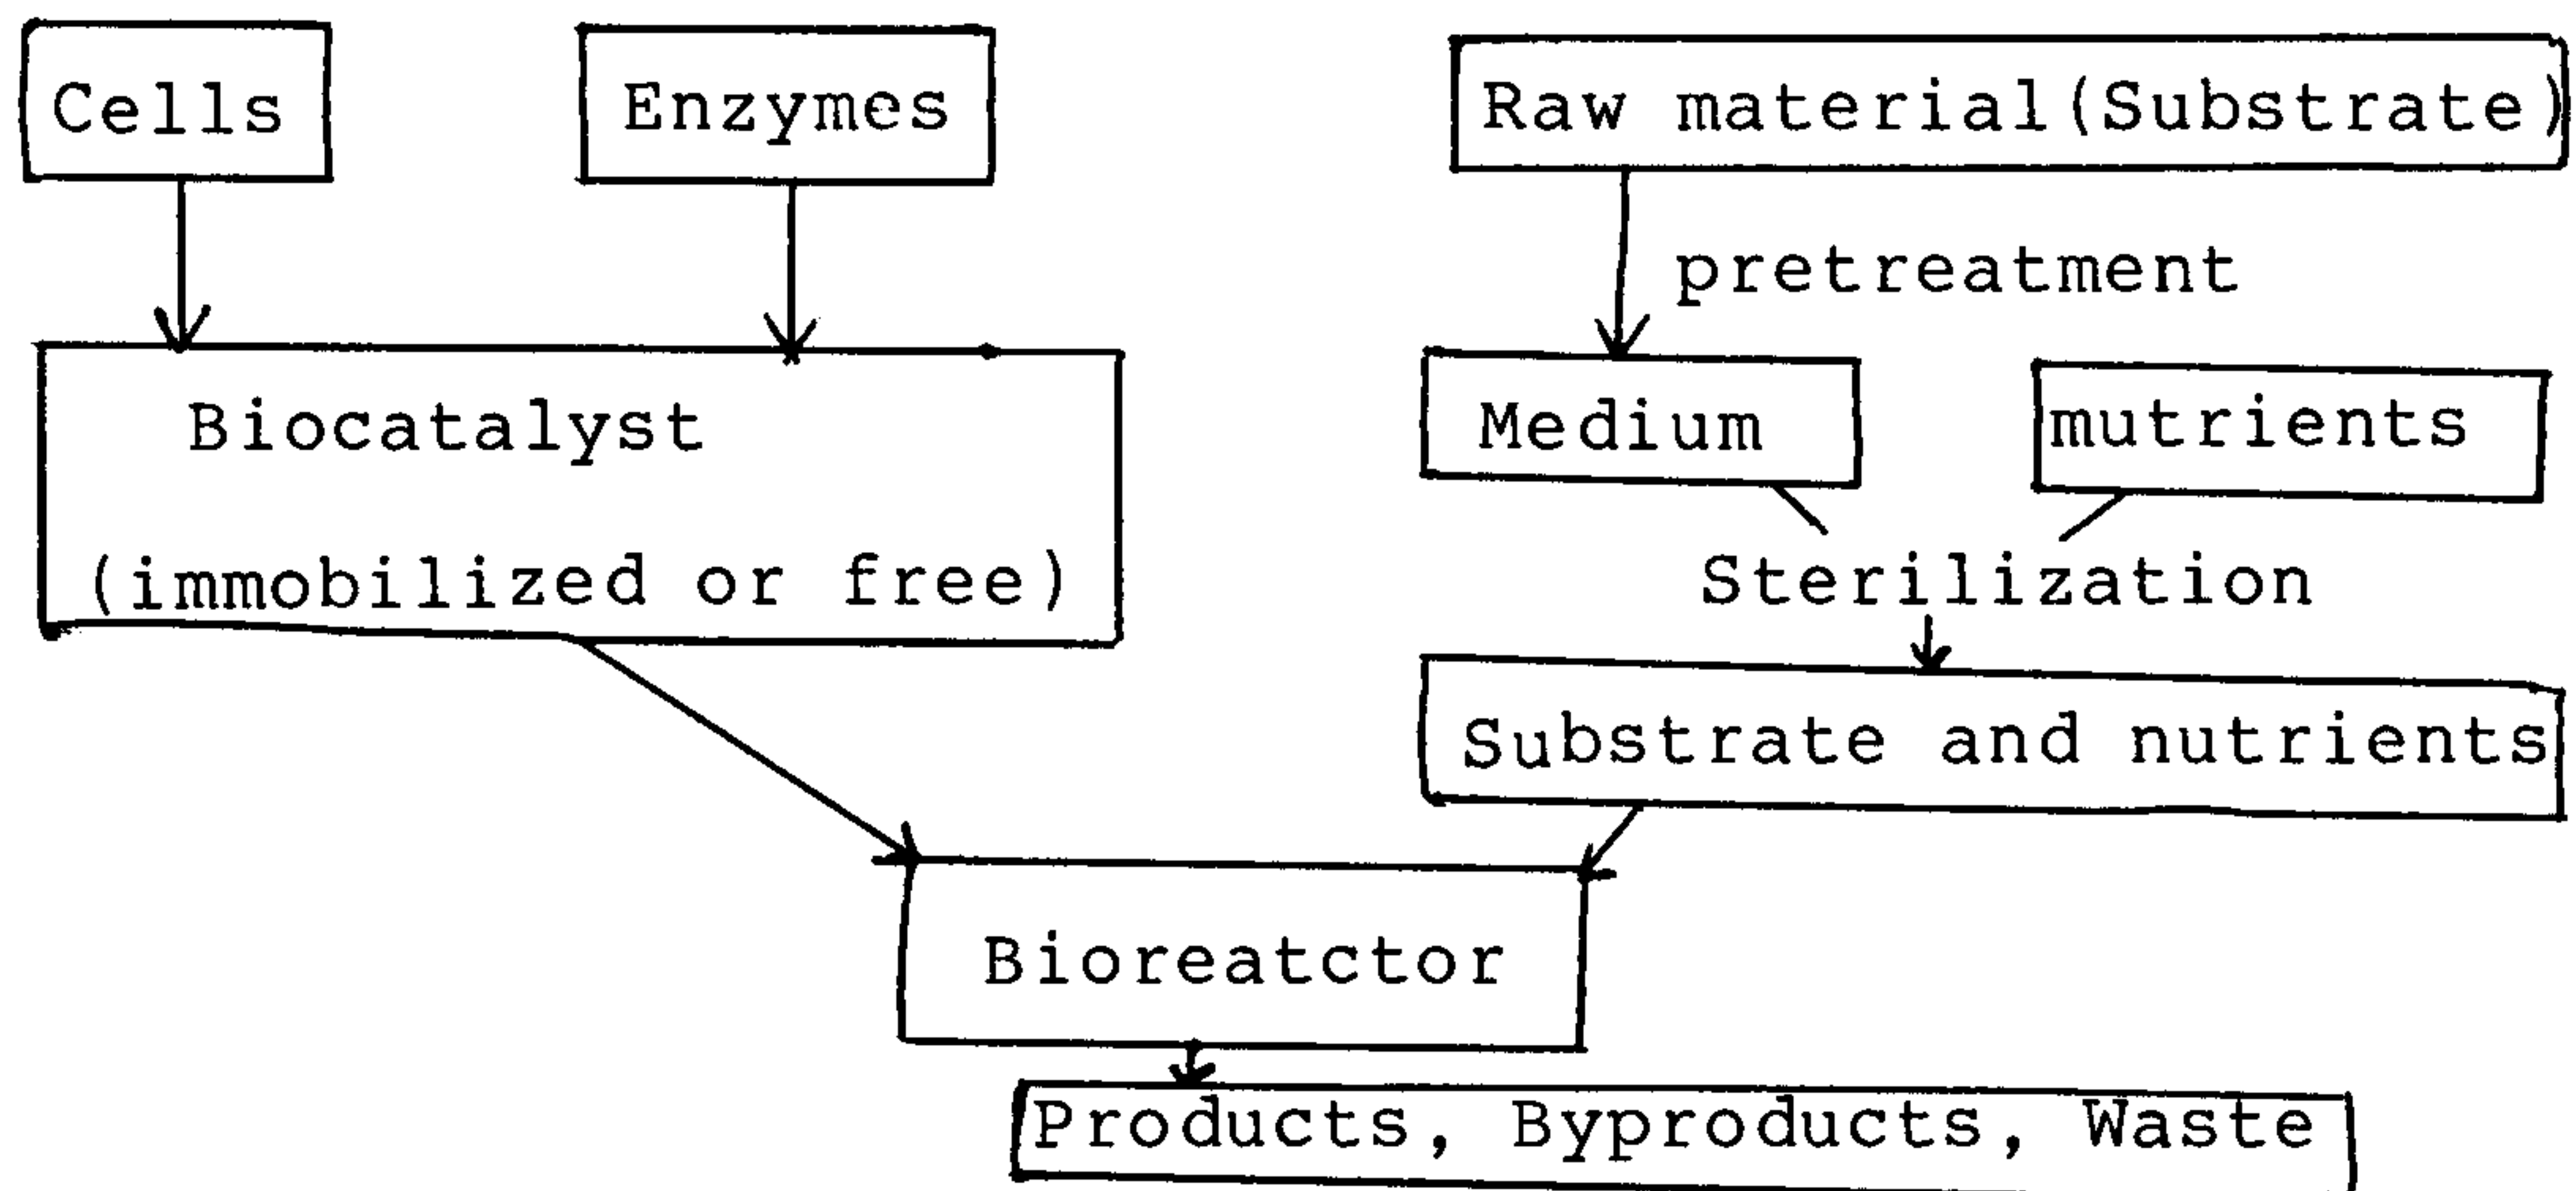 Cells
Enzymes
Raw material(Substrate)
pretreatment
Biocatalyst
(immobilized or free)
Medium
mutrients
Sterilization
Substrate and nutrients
Bioreatctor
Products, Byproducts, Waste